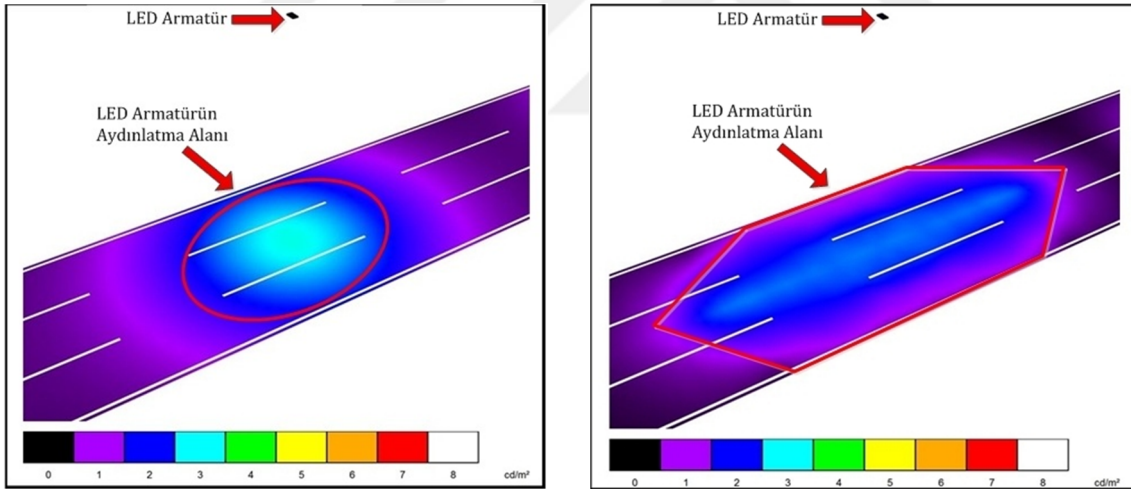 LED Armatür
LED Armatürün
Aydınlatma Alanı
0 1 2 3 4 5 6 7 8 cd/m²
LED Armatür
LED Armatürün
Aydınlatma Alanı
0 1 2 3 4 5 6 7 8 cd/m²